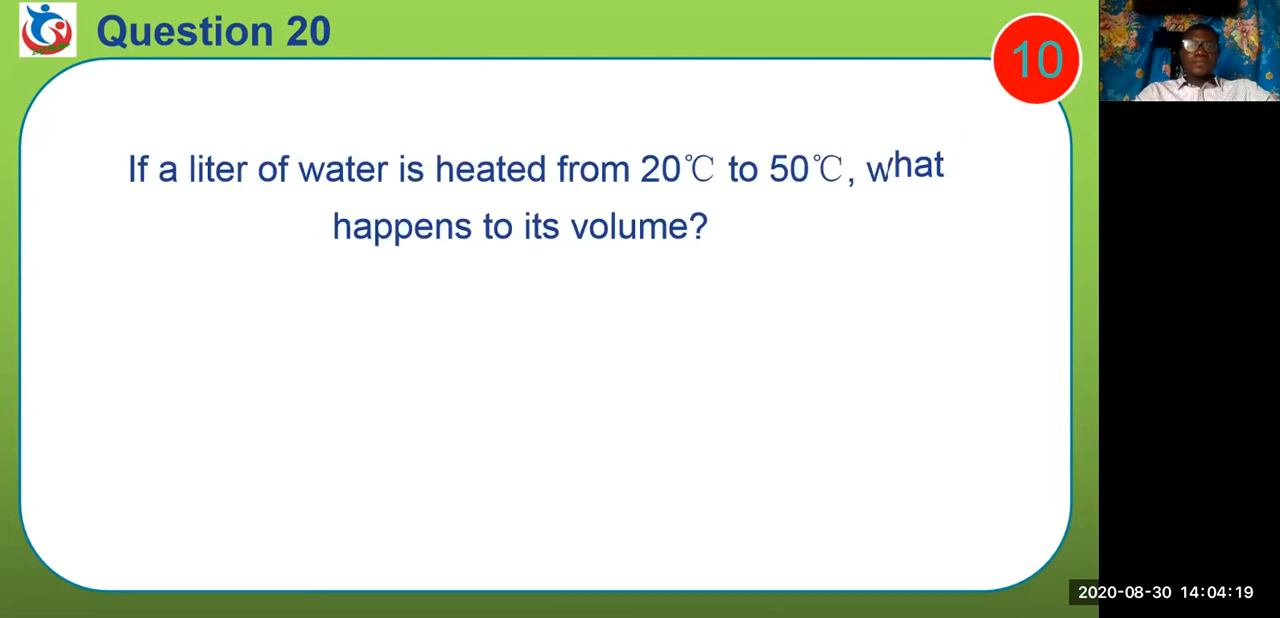 Question 20
10
If a liter of water is heated from 20℃ to 50℃, what
happens to its volume?
2020-08-30 14:04:19